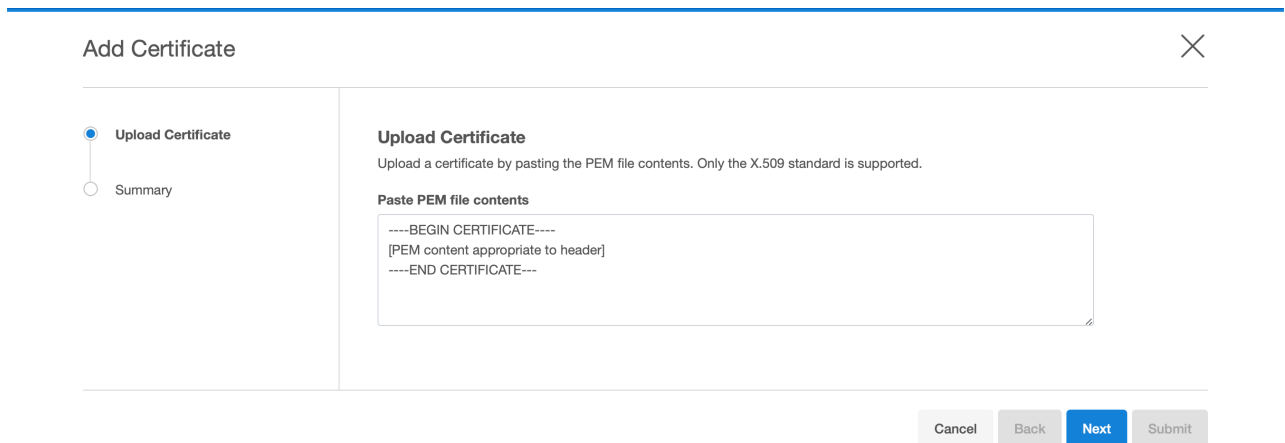 Add Certificate
Upload Certificate
Summary
Upload Certificate
Upload a certificate by pasting the PEM file contents. Only the X.509 standard is supported.
Paste PEM file contents
----BEGIN CERTIFICATE----
[PEM content appropriate to header]
----END CERTIFICATE---
Cancel Back Next Submit